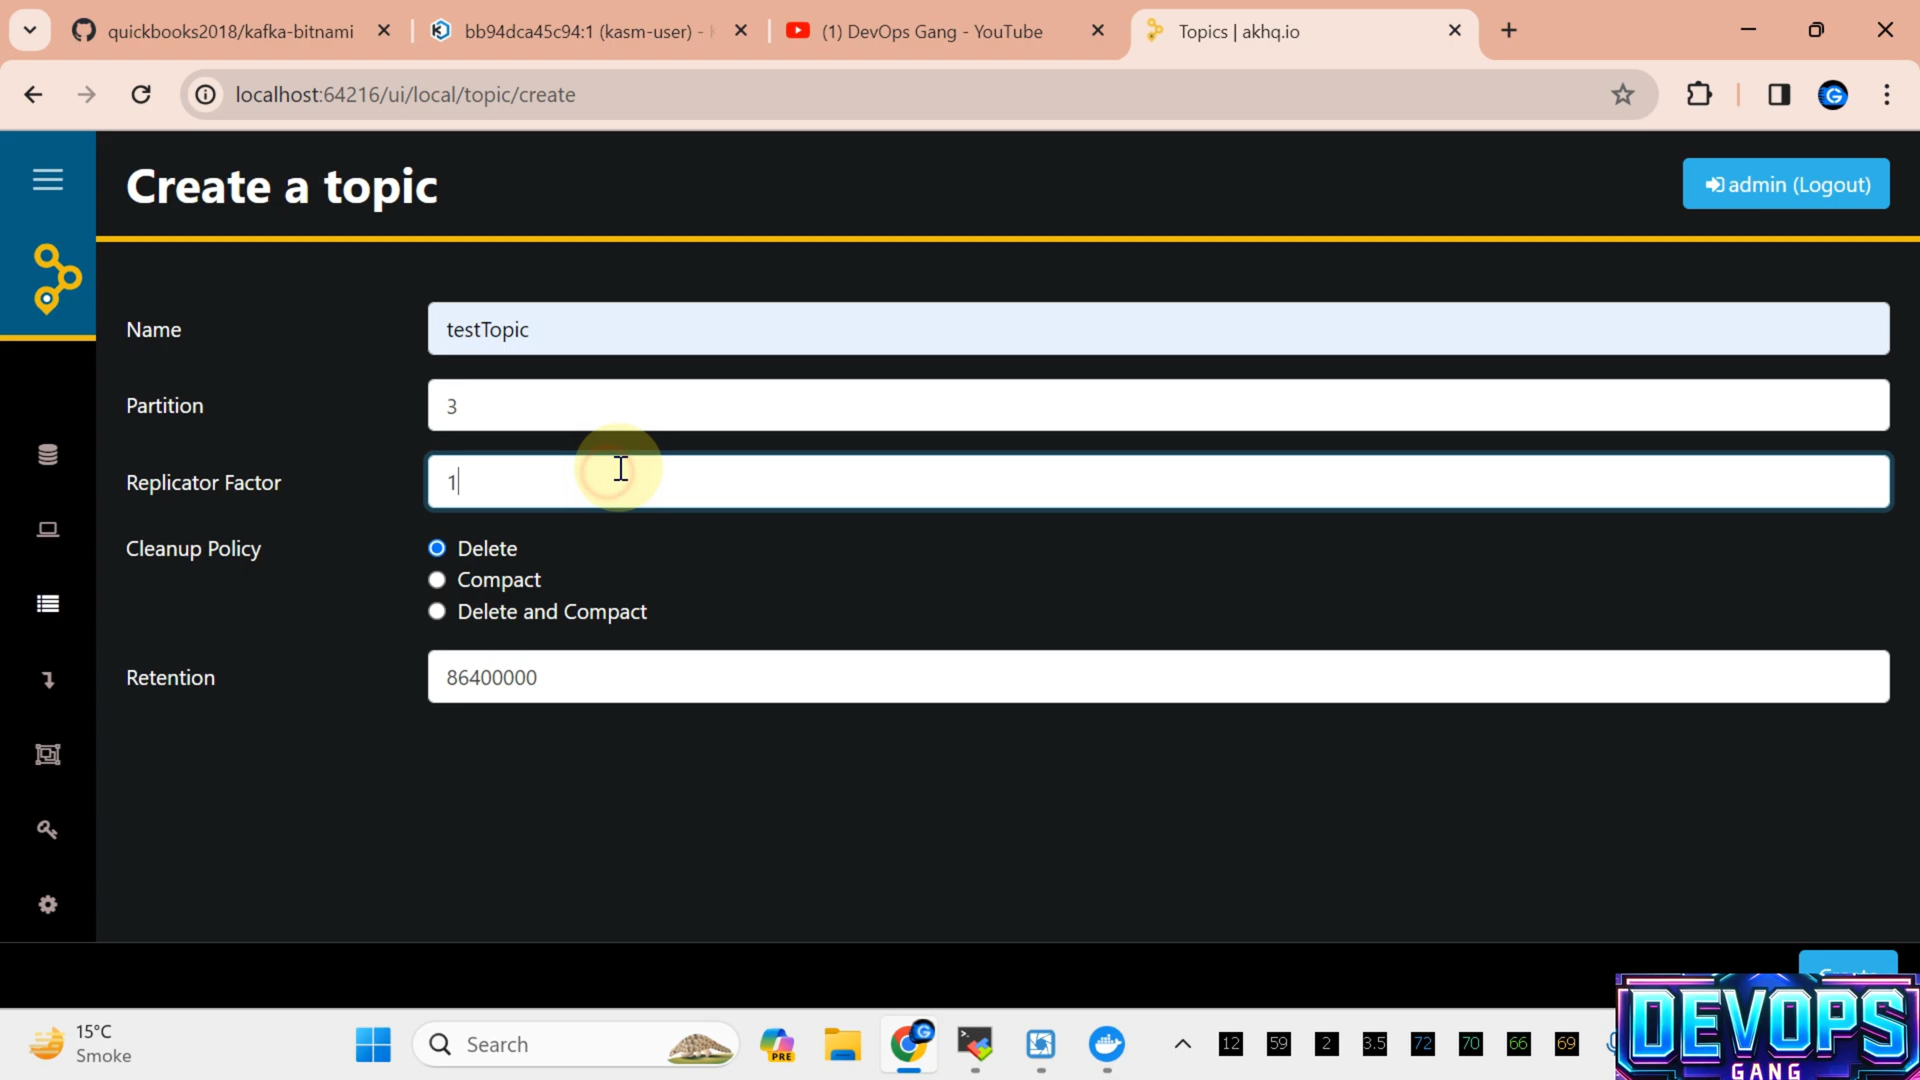 quickbooks2018/kafka-bitnami
bb94dca45c94:1 (kasm-user) -
(1) DevOps Gang - YouTube
Topics | akhq.io
localhost:64216/ui/local/topic/create
Create a topic
admin (Logout)
Name
testTopic
Partition
3
Replicator Factor
1
Cleanup Policy
Delete
Compact
Delete and Compact
Retention
86400000
15°C
Smoke
Search
PRE
G
12
59
2
3.5
72
70
66
69
DEVOPS
GANG